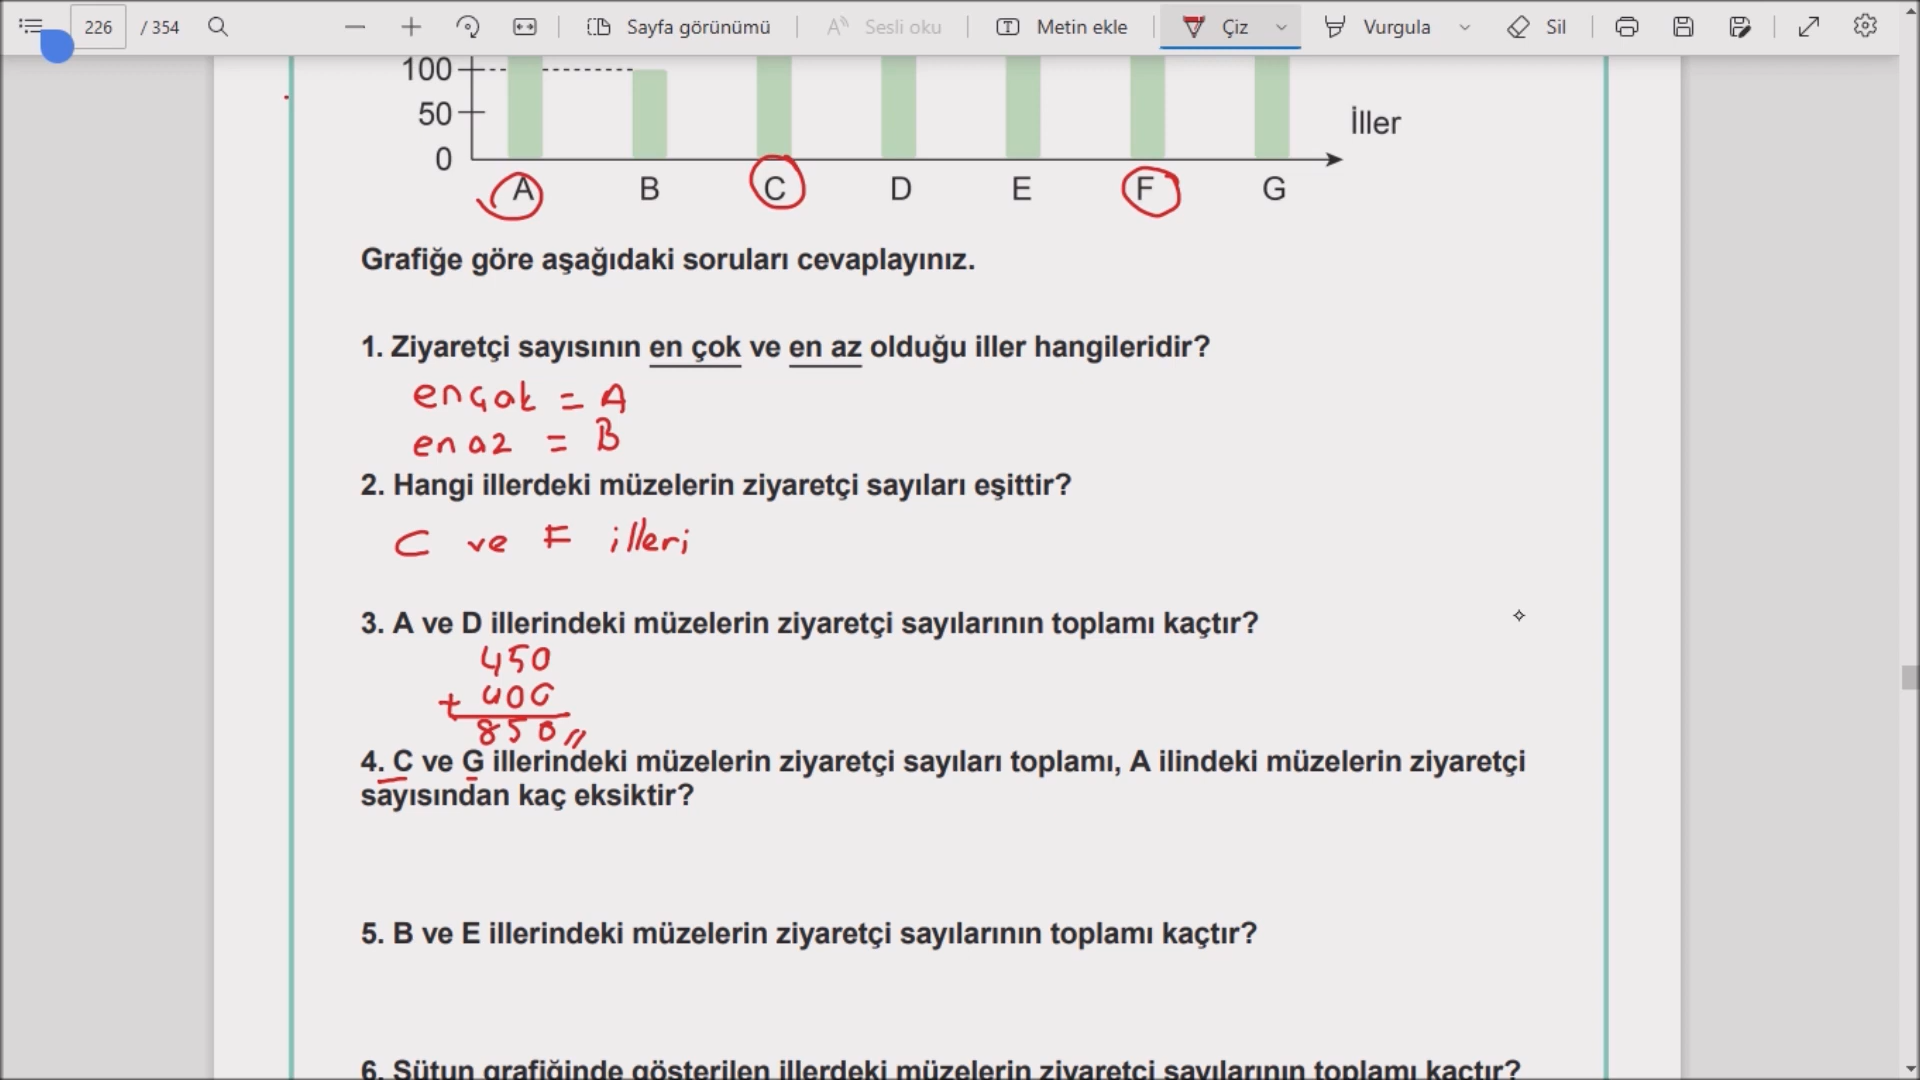 226 / 354 Sayfa görünümü Sesli oku Metin ekle Çiz Vurgula Sil
100
50
0
İller
A B C D E F G
Grafiğe göre aşağıdaki soruları cevaplayınız.
1. Ziyaretçi sayısının en çok ve en az olduğu iller hangileridir?
en çok = A
en az = B
2. Hangi illerdeki müzelerin ziyaretçi sayıları eşittir?
C ve F illeri
3. A ve D illerindeki müzelerin ziyaretçi sayılarının toplamı kaçtır?
450
+ 400
850 //
4. C ve G illerindeki müzelerin ziyaretçi sayıları toplamı, A ilindeki müzelerin ziyaretçi
sayısından kaç eksiktir?
5. B ve E illerindeki müzelerin ziyaretçi sayılarının toplamı kaçtır?
6. Sütun grafiğinde gösterilen illerdeki müzelerin ziyaretçi sayılarının toplamı kaçtır?